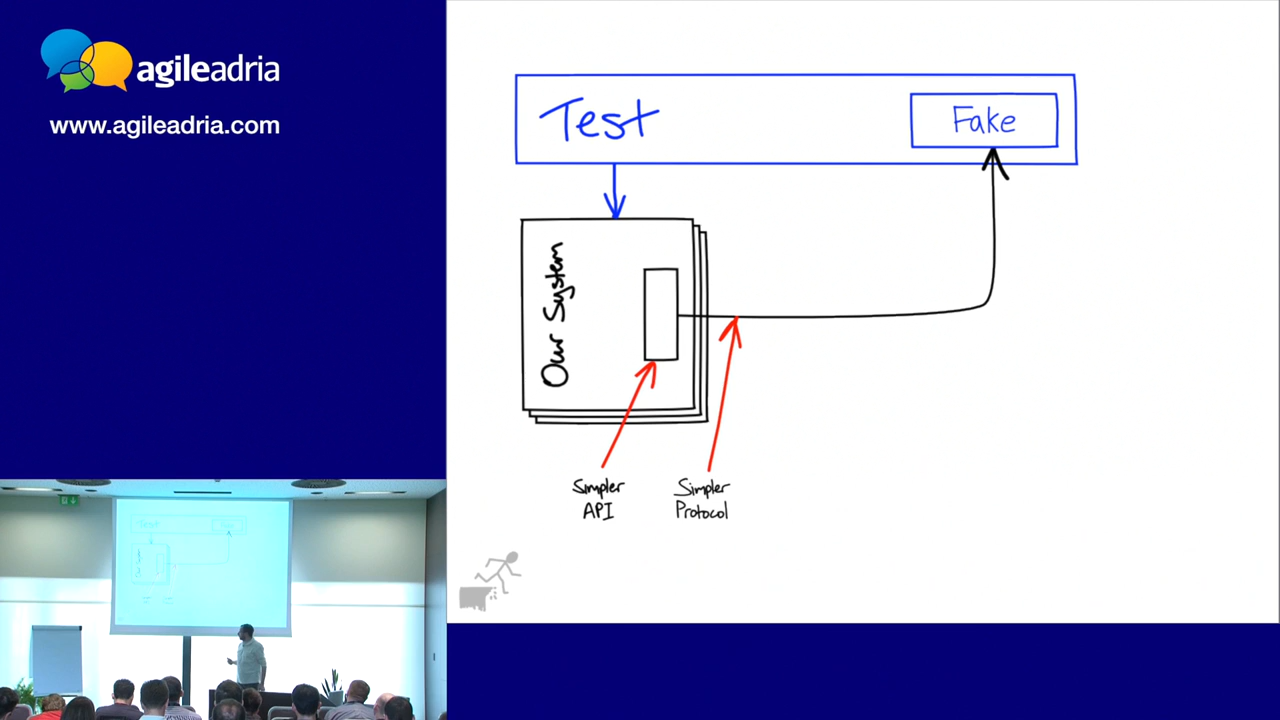 agileadria
www.agileadria.com
Test
Fake
Our System
Simpler
API
Simpler
Protocol